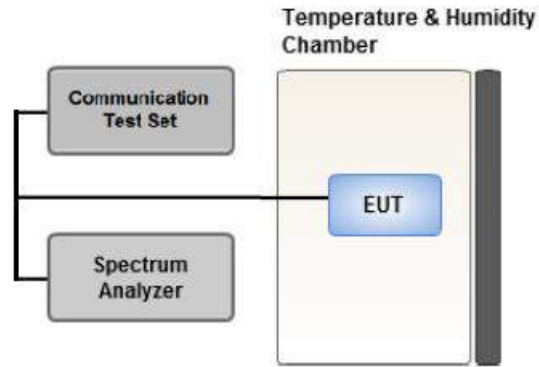 Temperature & Humidity
Chamber
Communication
Test Set
EUT
Spectrum
Analyzer